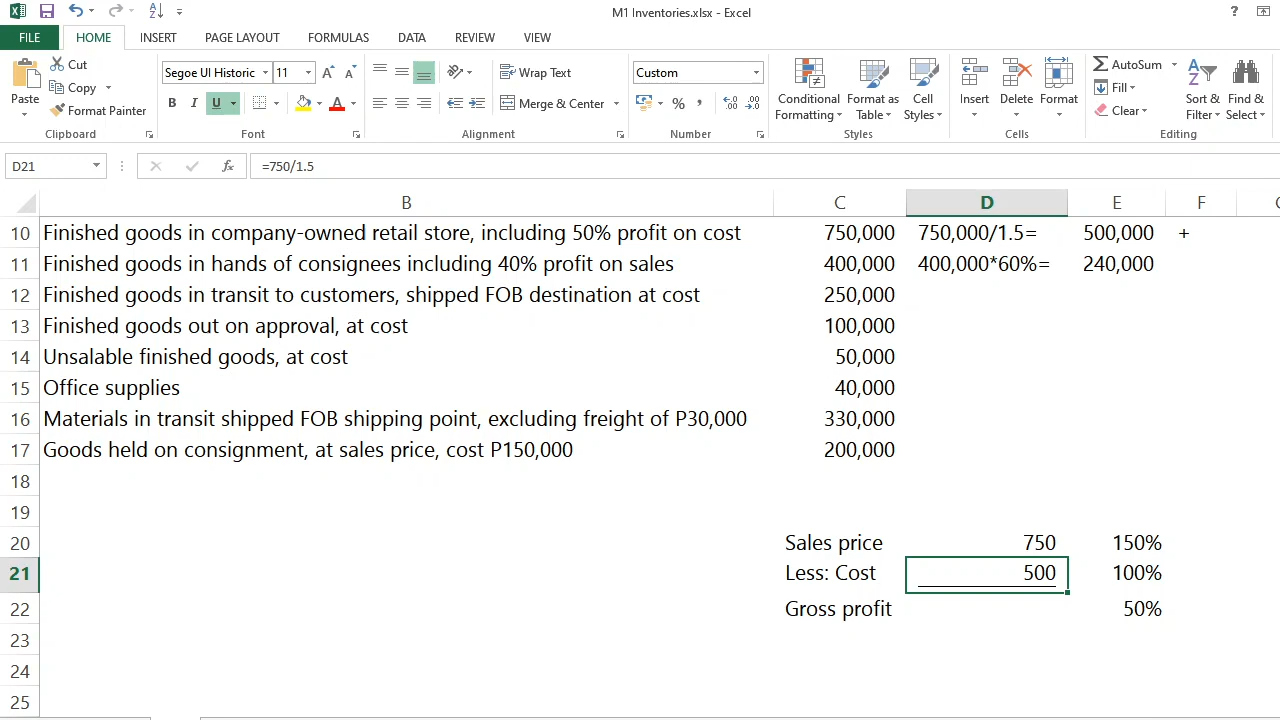 M1 Inventories.xlsx - Excel
?
FILE HOME INSERT PAGE LAYOUT FORMULAS DATA REVIEW VIEW
Paste
Cut
Copy
Format Painter
Clipboard
Segoe UI Historic 11
B I U
Font
Wrap Text
Merge & Center
Alignment
Custom
%
Number
Conditional Formatting
Format as Table
Cell Styles
Styles
Insert Delete Format
Cells
AutoSum
Fill
Clear
Sort & Filter
Find & Select
Editing
D21 fx =750/1.5
B C D E F
10 Finished goods in company-owned retail store, including 50% profit on cost 750,000 750,000/1.5= 500,000 +
11 Finished goods in hands of consignees including 40% profit on sales 400,000 400,000*60%= 240,000
12 Finished goods in transit to customers, shipped FOB destination at cost 250,000
13 Finished goods out on approval, at cost 100,000
14 Unsalable finished goods, at cost 50,000
15 Office supplies 40,000
16 Materials in transit shipped FOB shipping point, excluding freight of P30,000 330,000
17 Goods held on consignment, at sales price, cost P150,000 200,000
18
19
20 Sales price 750 150%
21 Less: Cost 500 100%
22 Gross profit 50%
23
24
25